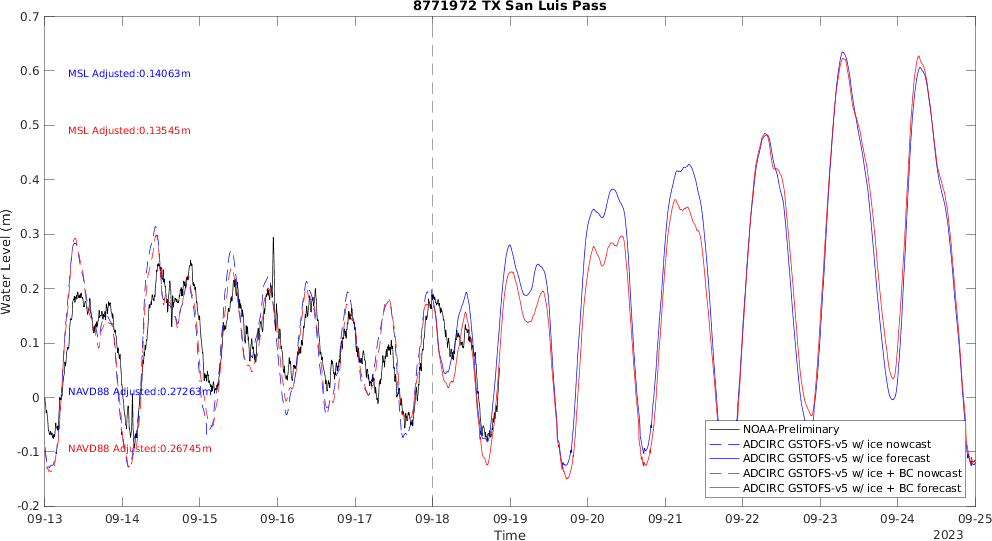 8771972 TX San Luis Pass
0.7
0.6
0.5
0.4
0.3
0.2
0.1
0
-0.1
-0.2
Water Level (m)
MSL Adjusted:0.14063m
MSL Adjusted:0.13545m
NAVD88 Adjusted:0.27263m
NAVD88 Adjusted:0.26745m
NOAA-Preliminary
ADCIRC GSTOFS-v5 w/ ice nowcast
ADCIRC GSTOFS-v5 w/ ice forecast
ADCIRC GSTOFS-v5 w/ ice + BC nowcast
ADCIRC GSTOFS-v5 w/ ice + BC forecast
09-13 09-14 09-15 09-16 09-17 09-18 09-19 09-20 09-21 09-22 09-23 09-24 09-25
Time
2023